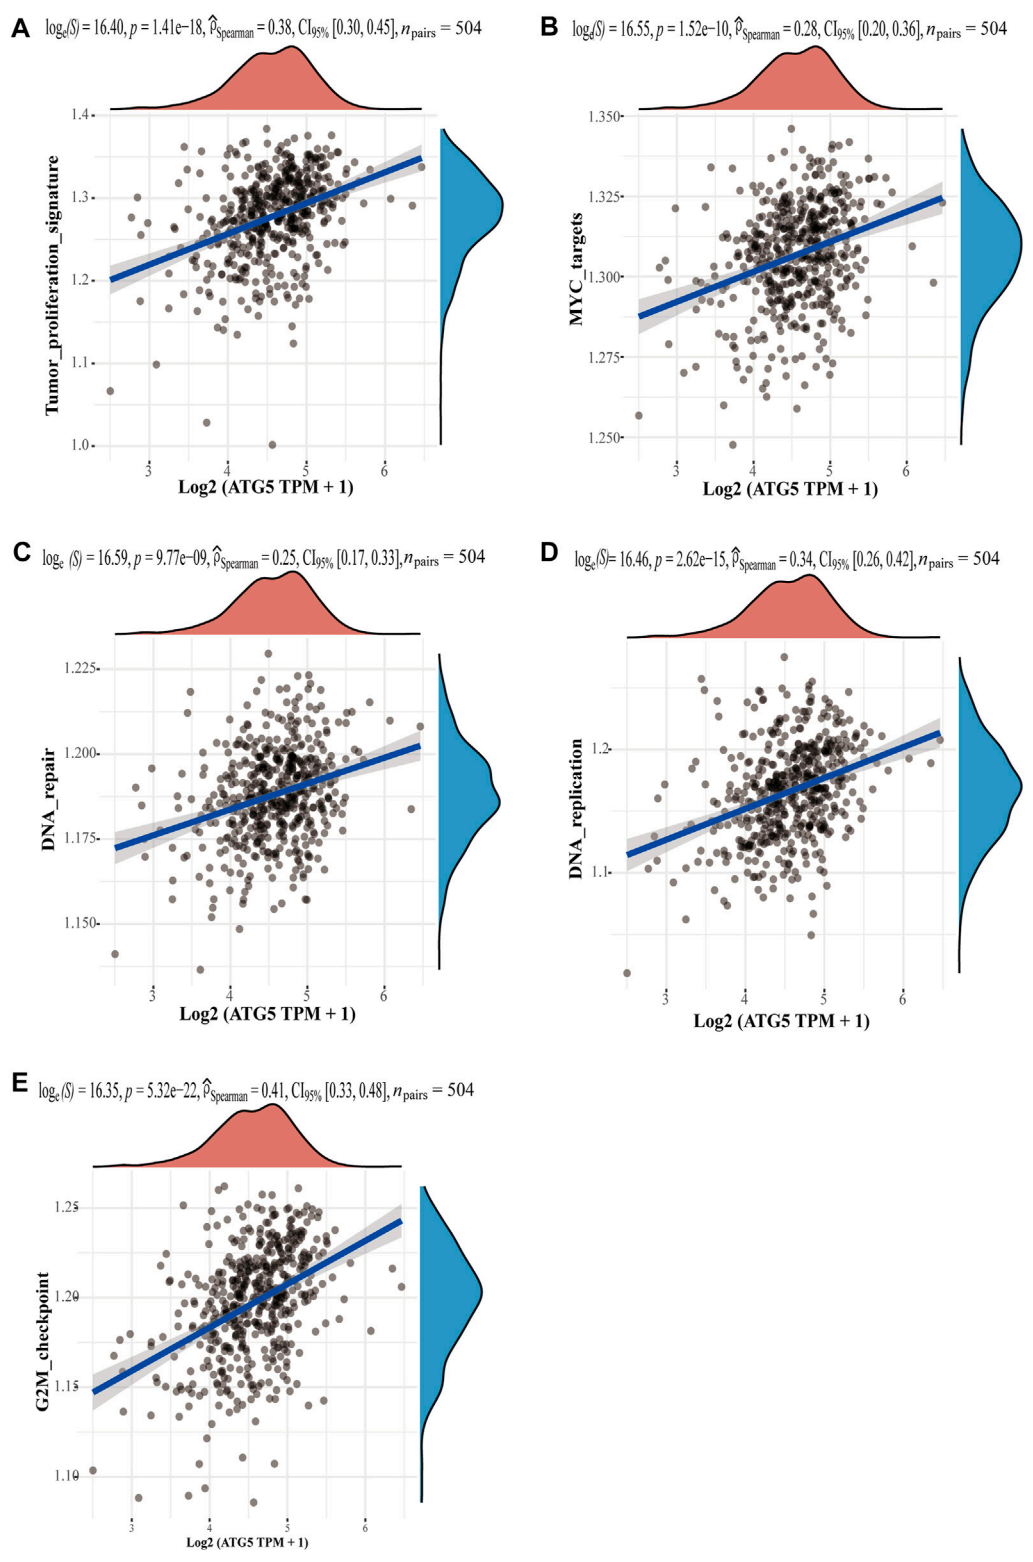 A
logₑ(S) = 16.40, p = 1.41e−18, ρ̂Spearman = 0.38, CI95% [0.30, 0.45], npairs = 504
1.4
1.3
1.2
1.1
1.0
Tumor_proliferation_signature
3 4 5 6
Log2 (ATG5 TPM + 1)
B
logₑ(S) = 16.55, p = 1.52e−10, ρ̂Spearman = 0.28, CI95% [0.20, 0.36], npairs = 504
1.350
1.325
1.300
1.275
1.250
MYC_targets
3 4 5 6
Log2 (ATG5 TPM + 1)
C
logₑ (S) = 16.59, p = 9.77e−09, ρ̂Spearman = 0.25, CI95% [0.17, 0.33], npairs = 504
1.225
1.200
1.175
1.150
DNA_repair
3 4 5 6
Log2 (ATG5 TPM + 1)
D
logₑ(S)= 16.46, p = 2.62e−15, ρ̂Spearman = 0.34, CI95% [0.26, 0.42], npairs = 504
1.2
1.1
DNA_replication
3 4 5 6
Log2 (ATG5 TPM + 1)
E
logₑ(S) = 16.35, p = 5.32e−22, ρ̂Spearman = 0.41, CI95% [0.33, 0.48], npairs = 504
1.25
1.20
1.15
1.10
G2M_checkpoint
3 4 5 6
Log2 (ATG5 TPM + 1)